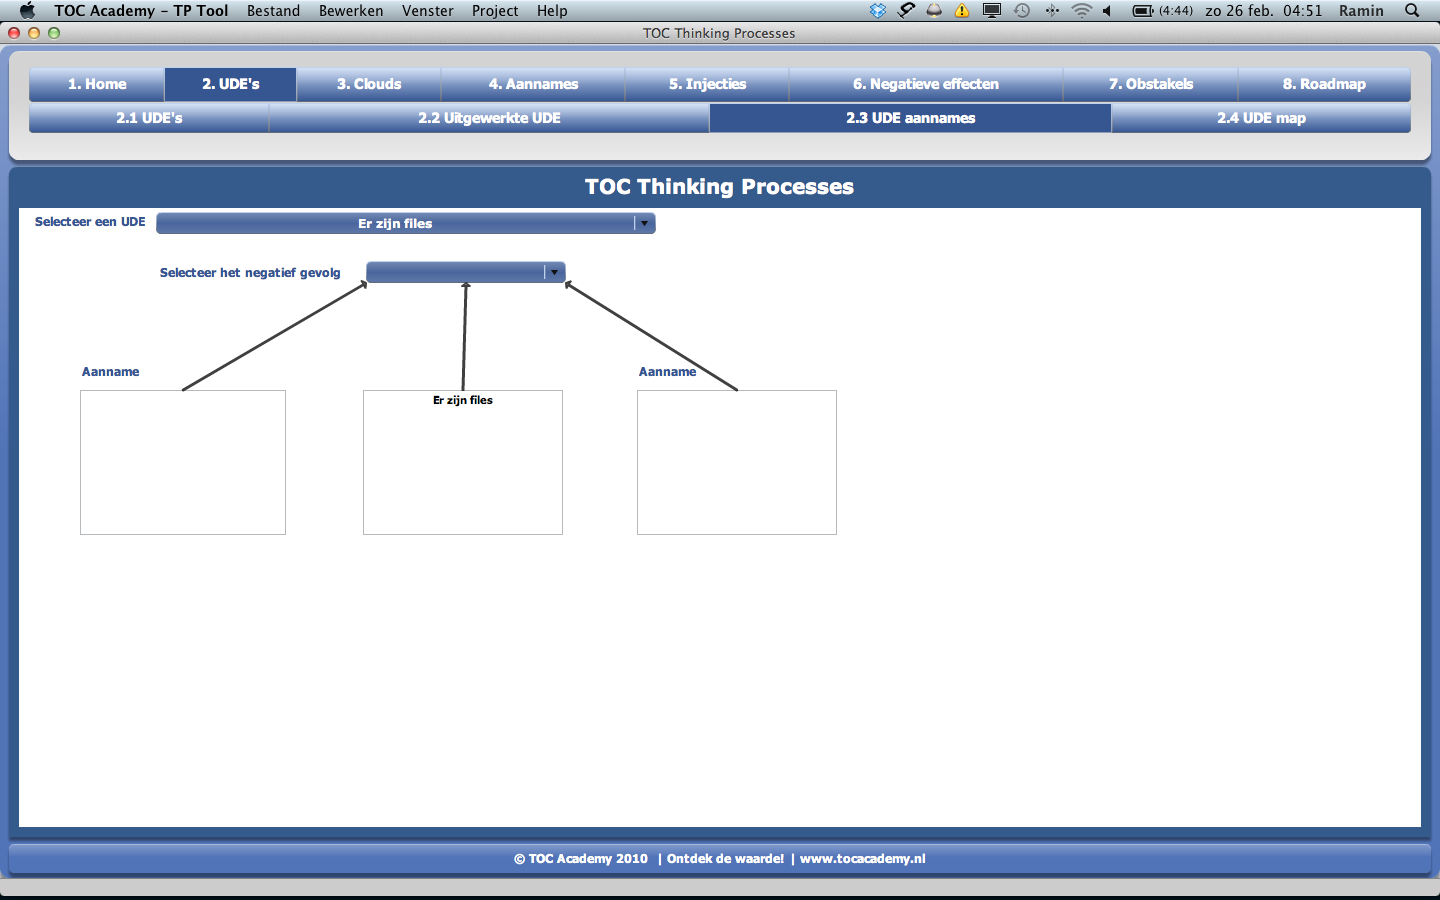 TOC Academy - TP Tool Bestand Bewerken Venster Project Help (4:44) zo 26 feb. 04:51 Ramin
TOC Thinking Processes
1. Home 2. UDE's 3. Clouds 4. Aannames 5. Injecties 6. Negatieve effecten 7. Obstakels 8. Roadmap
2.1 UDE's 2.2 Uitgewerkte UDE 2.3 UDE aannames 2.4 UDE map
TOC Thinking Processes
Selecteer een UDE Er zijn files
Selecteer het negatief gevolg
Aanname Aanname
Er zijn files
© TOC Academy 2010 | Ontdek de waarde! | www.tocacademy.nl